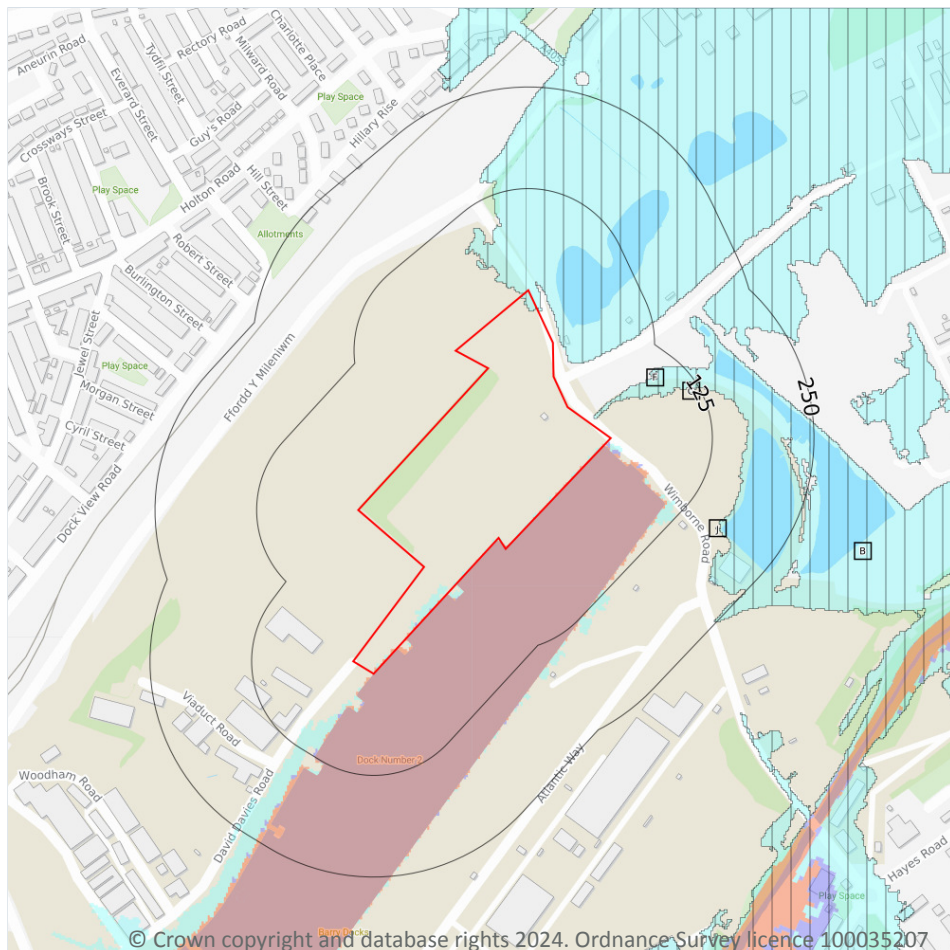 Aneurin Road
Tydfil Street
Rectory Road
Charlotte Place
Milward Road
Everard Street
Guy's Road
Play Space
Hillary Rise
Crossways Street
Brook Street
Play Space
Holton Road
Hill Street
Allotments
Robert Street
Burlington Street
Jewel Street
Play Space
Morgan Street
Cyril Street
Dock View Road
Ffordd Y Mileniwm
125
250
Wimborne Road
B
Viaduct Road
Woodham Road
David Davies Road
Dock Number 2
Atlantic Way
Hayes Road
Play Space
Barry Docks
© Crown copyright and database rights 2024. Ordnance Survey licence 100035207